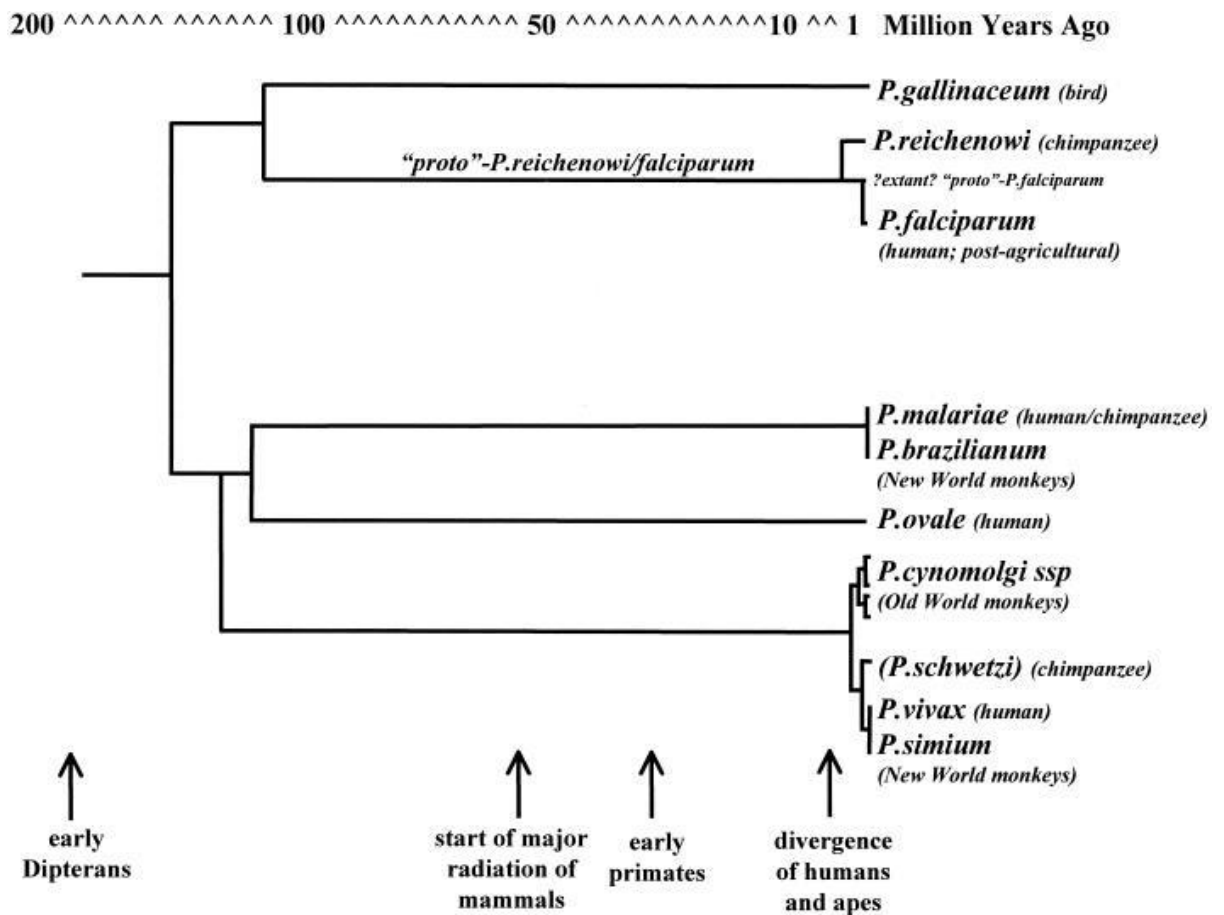 200 ^^^^^^ ^^^^^^^ 100 ^^^^^^^^^^^^ 50 ^^^^^^^^^^^^^10 ^^ 1 Million Years Ago
P.gallinaceum (bird)
P.reichenowi (chimpanzee)
“proto”-P.reichenowi/falciparum
?extant? “proto”-P.falciparum
P.falciparum
(human; post-agricultural)
P.malariae (human/chimpanzee)
P.brazilianum
(New World monkeys)
P.ovale (human)
P.cynomolgi ssp
(Old World monkeys)
(P.schwetzi) (chimpanzee)
P.vivax (human)
P.simium
(New World monkeys)
early
Dipterans
start of major
radiation of
mammals
early
primates
divergence
of humans
and apes